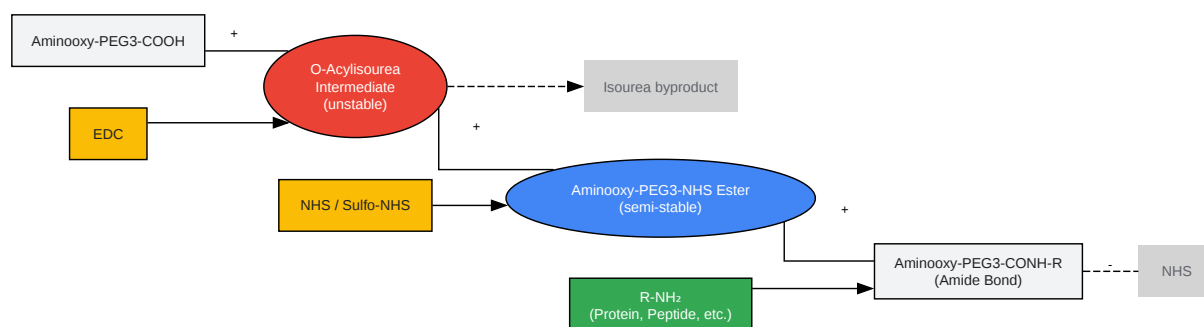 Aminooxy-PEG3-COOH
+
O-Acylisourea
Intermediate
(unstable)
Isourea byproduct
EDC
+
NHS / Sulfo-NHS
Aminooxy-PEG3-NHS Ester
(semi-stable)
+
Aminooxy-PEG3-CONH-R
(Amide Bond)
-
NHS
R-NH₂
(Protein, Peptide, etc.)